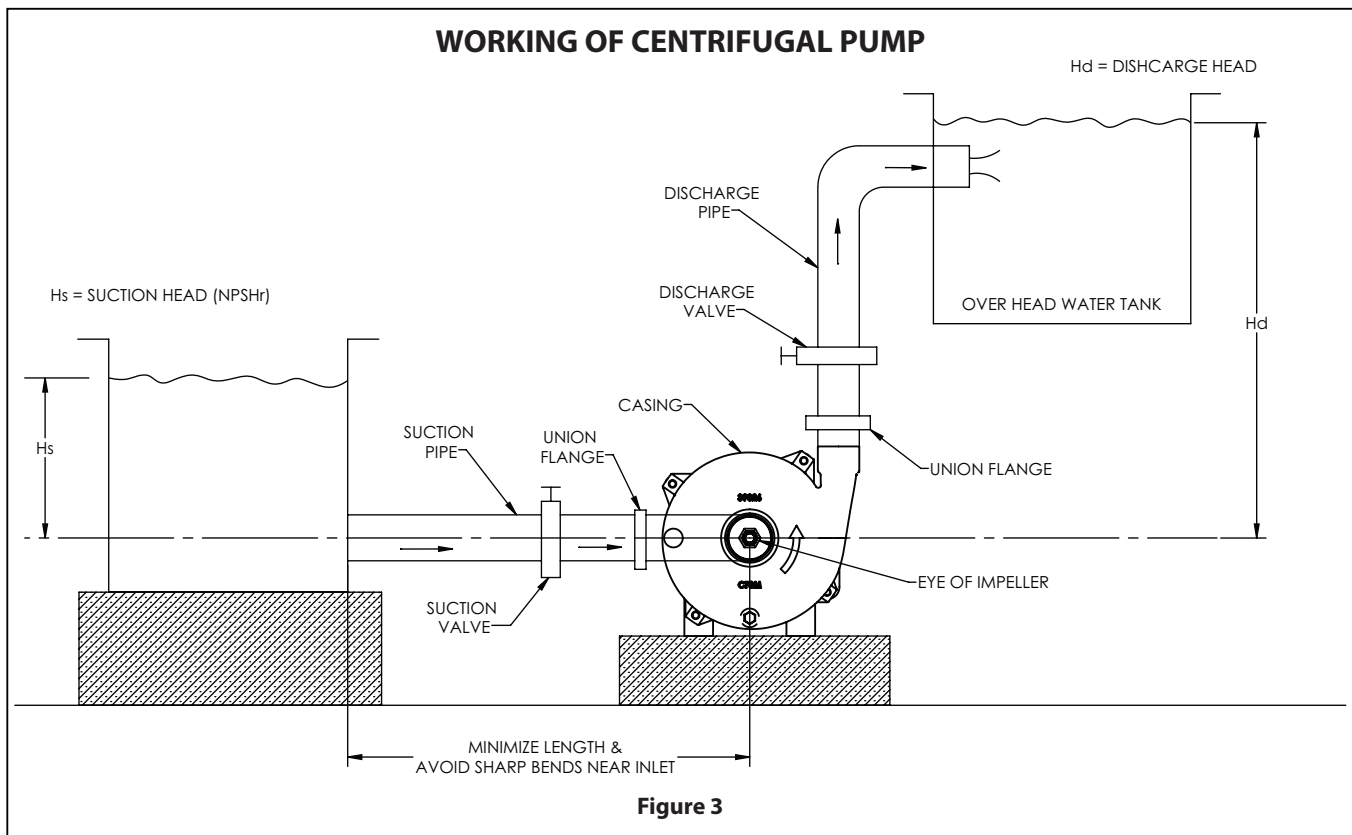 WORKING OF CENTRIFUGAL PUMP
Hd = DISHCARGE HEAD
DISCHARGE
PIPE
Hs = SUCTION HEAD (NPSHr)
DISCHARGE
VALVE
OVER HEAD WATER TANK
Hd
CASING
SUCTION
PIPE
UNION
FLANGE
Hs
UNION FLANGE
EYE OF IMPELLER
SUCTION
VALVE
MINIMIZE LENGTH &
AVOID SHARP BENDS NEAR INLET
Figure 3